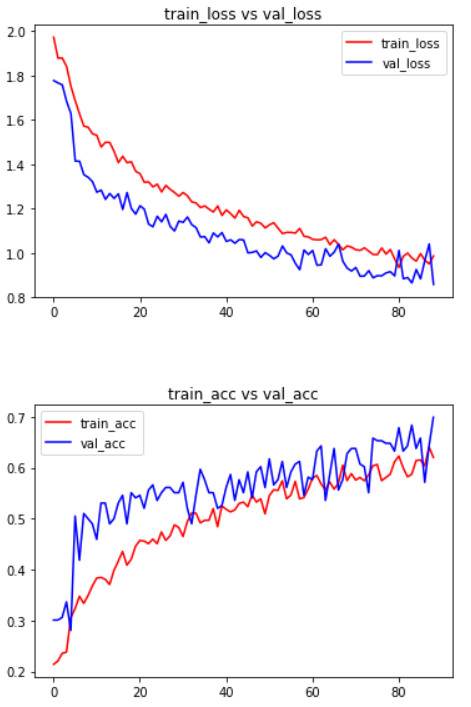 train_loss vs val_loss
2.0
1.8
1.6
1.4
1.2
1.0
0.8
train_loss
val_loss
0 20 40 60 80
train_acc vs val_acc
0.7
0.6
0.5
0.4
0.3
0.2
train_acc
val_acc
0 20 40 60 80